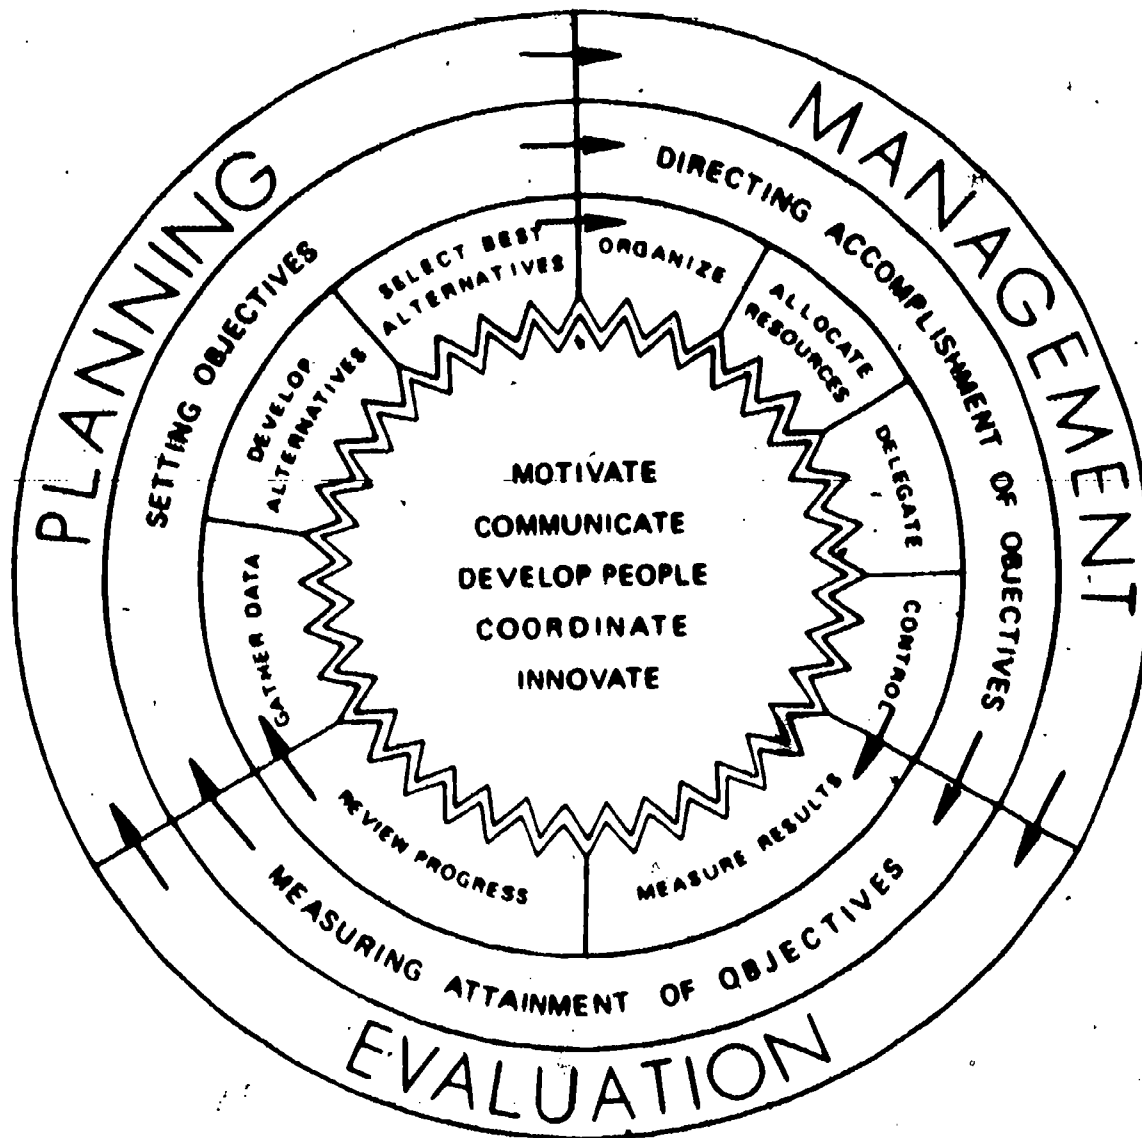 PLANNING
MANAGEMENT
EVALUATION
SETTING OBJECTIVES
DIRECTING ACCOMPLISHMENT OF OBJECTIVES
MEASURING ATTAINMENT OF OBJECTIVES
GATHER DATA
DEVELOP
ALTERNATIVES
SELECT BEST
ALTERNATIVES
ORGANIZE
ALLOCATE
RESOURCES
DELEGATE
CONTROL
MEASURE RESULTS
REVIEW PROGRESS
MOTIVATE
COMMUNICATE
DEVELOP PEOPLE
COORDINATE
INNOVATE